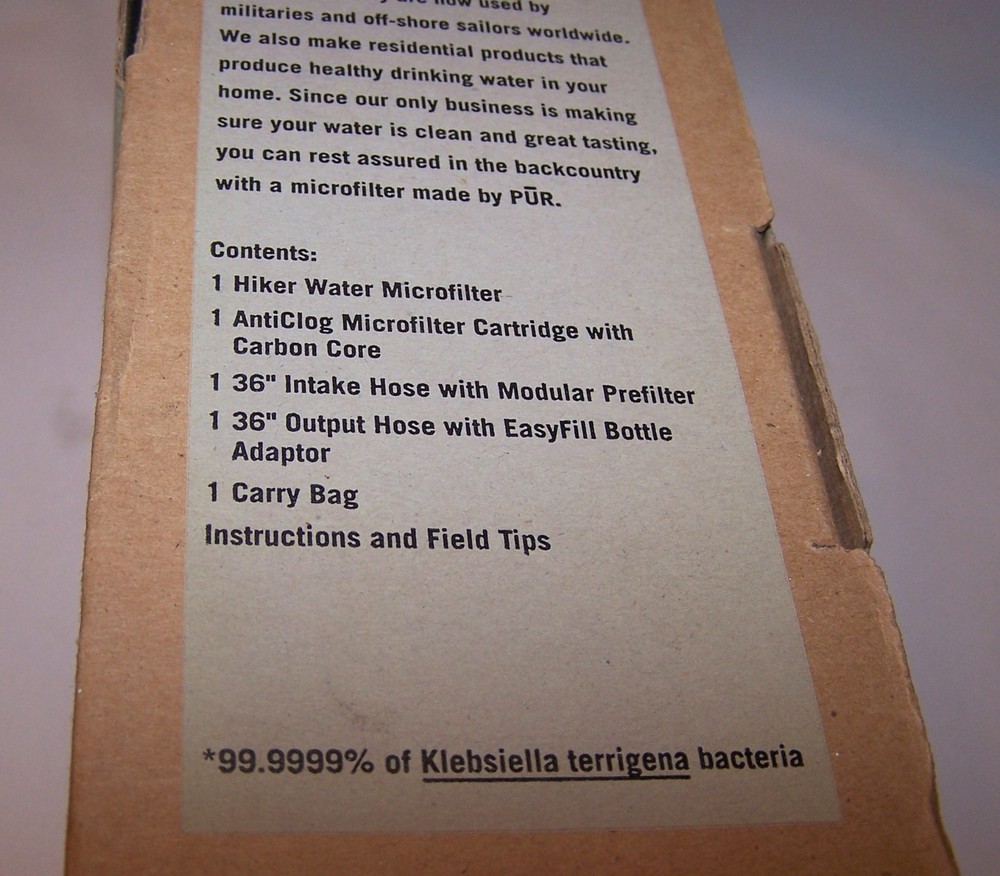 now used by
militaries and off-shore sailors worldwide.
We also make residential products that
produce healthy drinking water in your
home. Since our only business is making
sure your water is clean and great tasting,
you can rest assured in the backcountry
with a microfilter made by PŪR.
Contents:
1 Hiker Water Microfilter
1 AntiClog Microfilter Cartridge with
Carbon Core
1 36" Intake Hose with Modular Prefilter
1 36" Output Hose with EasyFill Bottle
Adaptor
1 Carry Bag
Instructions and Field Tips
*99.9999% of Klebsiella terrigena bacteria